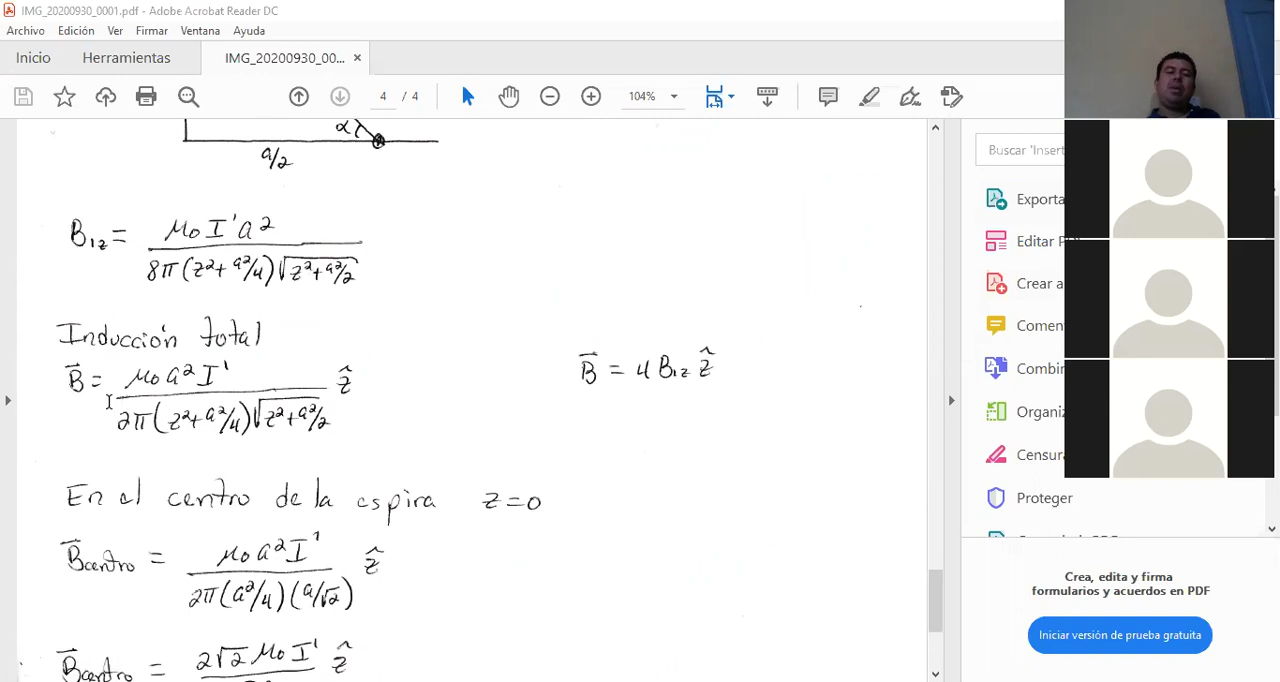 IMG_20200930_0001.pdf - Adobe Acrobat Reader DC
Archivo Edición Ver Firmar Ventana Ayuda
Inicio Herramientas IMG_20200930_00... ×
4 / 4 104%
α
a/2
B₁z = μ₀ I' a² / 8π(z² + a²/4)√(z² + a²/2)
Inducción total
B⃗ = μ₀ a² I' / 2π(z² + a²/4)√(z² + a²/2) ẑ
B⃗ = 4 B₁z ẑ
En el centro de la espira z = 0
B⃗centro = μ₀ a² I' / 2π(a²/4)(a/√2) ẑ
B⃗centro = 2√2 μ₀ I' ẑ
Buscar 'Insert
Exporta
Editar P
Crear a
Comen
Combin
Organiz
Censura
Proteger
Crea, edita y firma
formularios y acuerdos en PDF
Iniciar versión de prueba gratuita